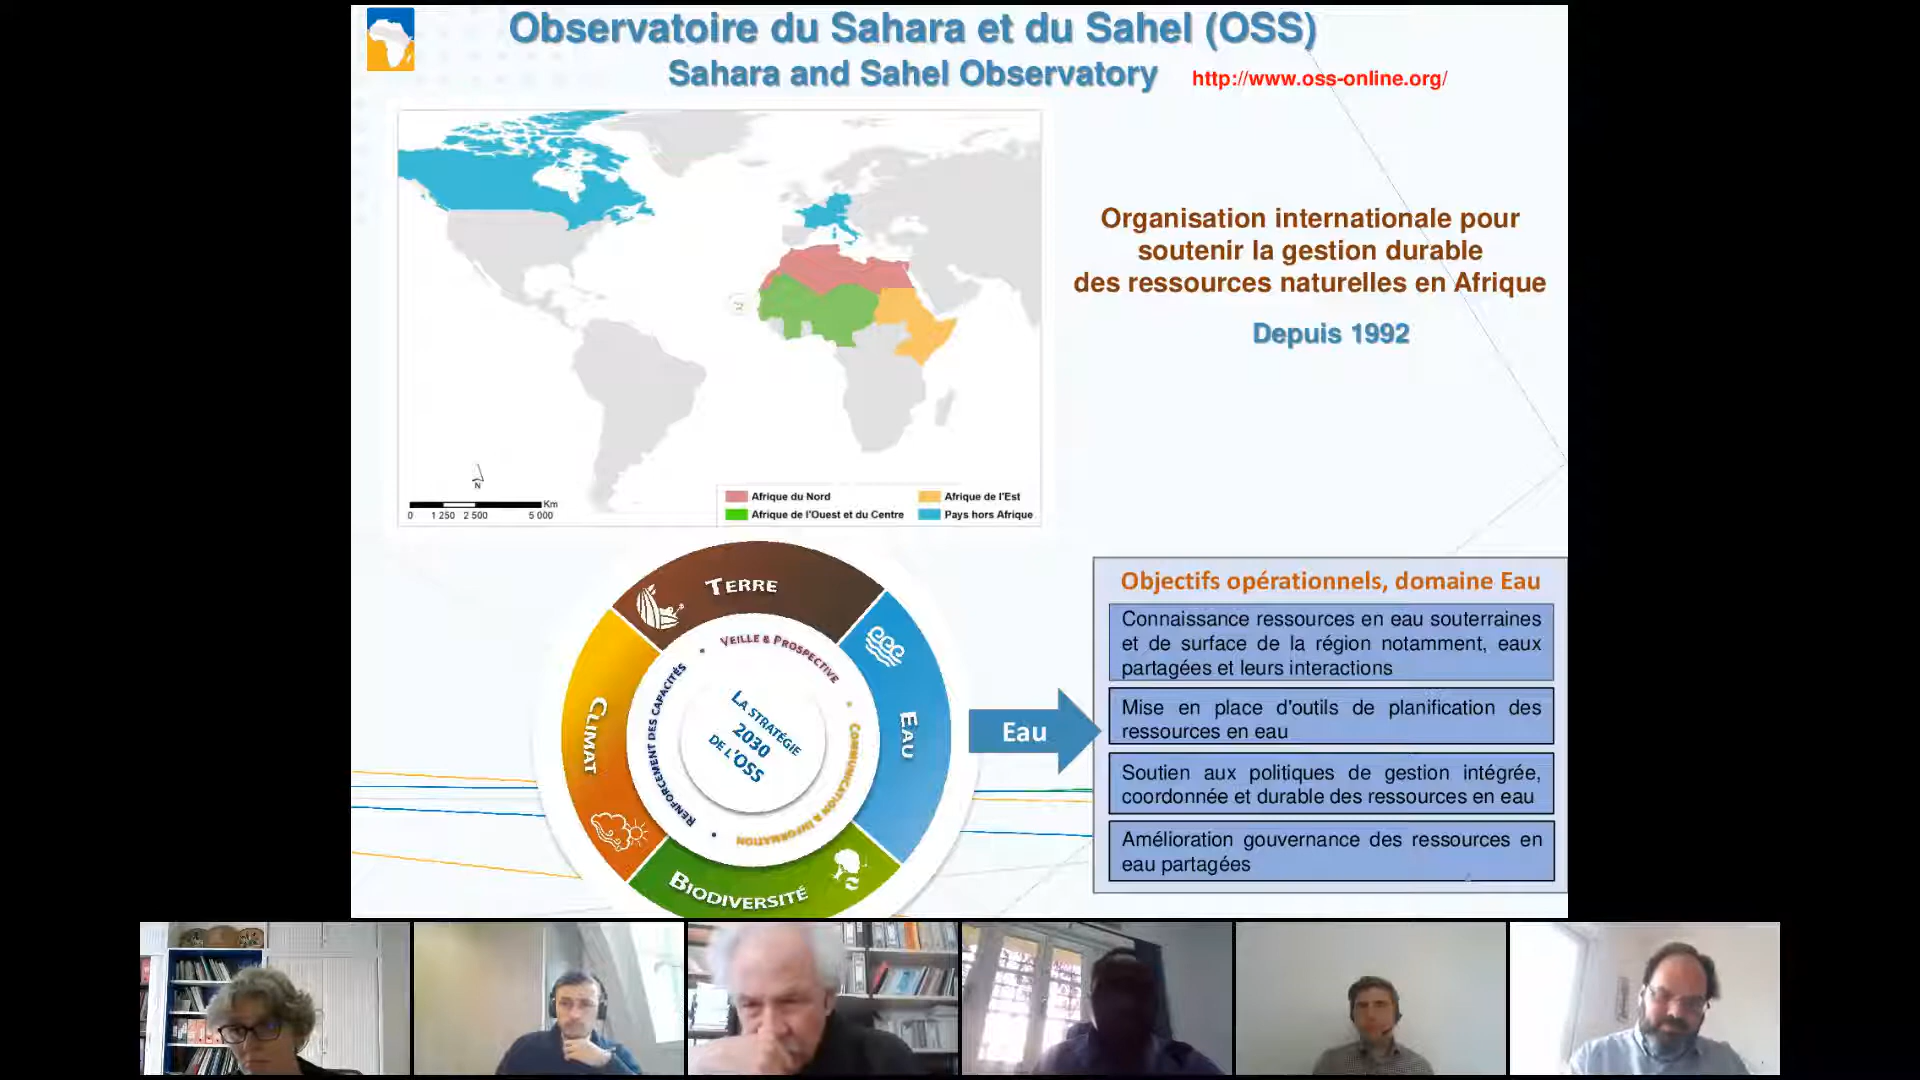 Observatoire du Sahara et du Sahel (OSS)
Sahara and Sahel Observatory
http://www.oss-online.org/
Organisation internationale pour
soutenir la gestion durable
des ressources naturelles en Afrique
Depuis 1992
N
Km
0 1 250 2 500 5 000
Afrique du Nord
Afrique de l'Est
Afrique de l'Ouest et du Centre
Pays hors Afrique
TERRE
EAU
BIODIVERSITÉ
CLIMAT
VEILLE & PROSPECTIVE
COMMUNICATION & INFORMATION
RENFORCEMENT DES CAPACITÉS
LA STRATÉGIE
2030
DE L'OSS
Eau
Objectifs opérationnels, domaine Eau
Connaissance ressources en eau souterraines
et de surface de la région notamment, eaux
partagées et leurs interactions
Mise en place d'outils de planification des
ressources en eau
Soutien aux politiques de gestion intégrée,
coordonnée et durable des ressources en eau
Amélioration gouvernance des ressources en
eau partagées